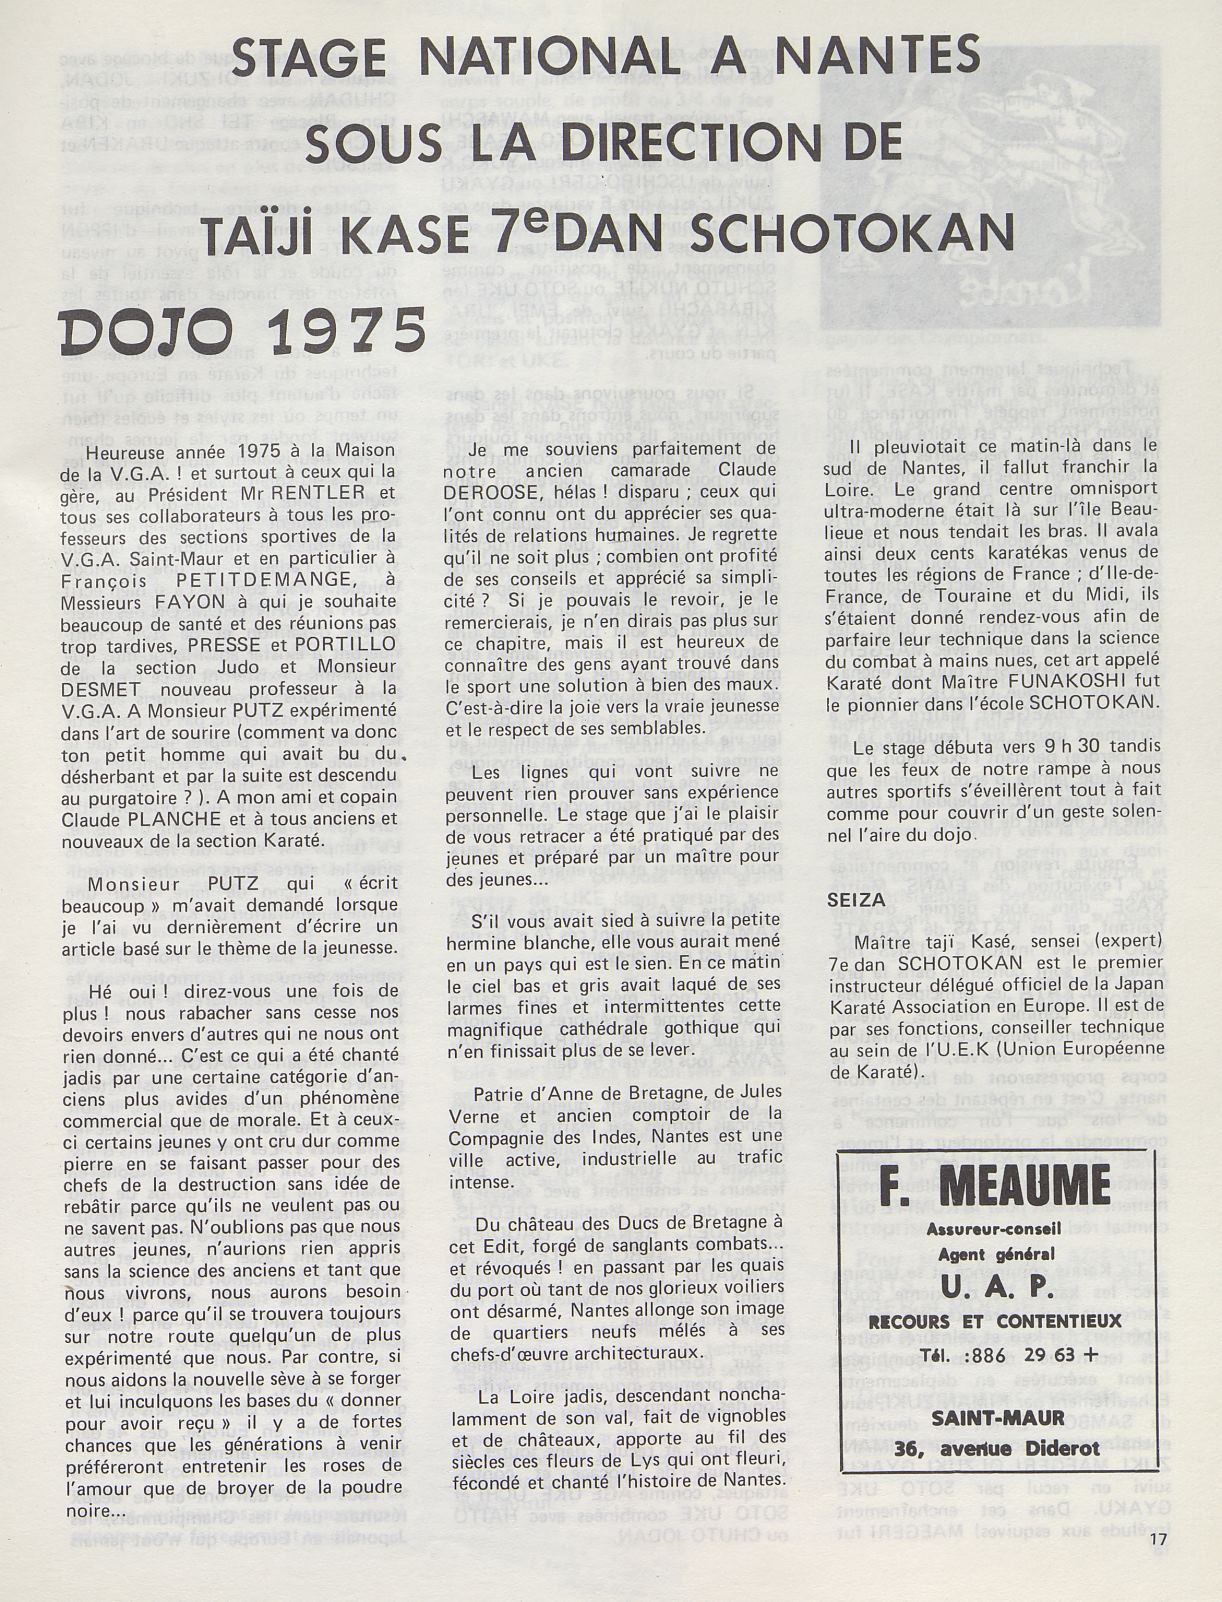 STAGE NATIONAL A NANTES
SOUS LA DIRECTION DE
TAÏJI KASE 7e DAN SCHOTOKAN
DOJO 1975
Heureuse année 1975 à la Maison
de la V.G.A. ! et surtout à ceux qui la
gère, au Président Mr RENTLER et
tous ses collaborateurs à tous les pro-
fesseurs des sections sportives de la
V.G.A. Saint-Maur et en particulier à
François PETITDEMANGE, à
Messieurs FAYON à qui je souhaite
beaucoup de santé et des réunions pas
trop tardives, PRESSE et PORTILLO
de la section Judo et Monsieur
DESMET nouveau professeur à la
V.G.A. A Monsieur PUTZ expérimenté
dans l'art de sourire (comment va donc
ton petit homme qui avait bu du
désherbant et par la suite est descendu
au purgatoire ? ). A mon ami et copain
Claude PLANCHE et à tous anciens et
nouveaux de la section Karaté.
Monsieur PUTZ qui « écrit
beaucoup » m'avait demandé lorsque
je l'ai vu dernièrement d'écrire un
article basé sur le thème de la jeunesse.
Hé oui ! direz-vous une fois de
plus ! nous rabacher sans cesse nos
devoirs envers d'autres qui ne nous ont
rien donné... C'est ce qui a été chanté
jadis par une certaine catégorie d'an-
ciens plus avides d'un phénomène
commercial que de morale. Et à ceux-
ci certains jeunes y ont cru dur comme
pierre en se faisant passer pour des
chefs de la destruction sans idée de
rebâtir parce qu'ils ne veulent pas ou
ne savent pas. N'oublions pas que nous
autres jeunes, n'aurions rien appris
sans la science des anciens et tant que
nous vivrons, nous aurons besoin
d'eux ! parce qu'il se trouvera toujours
sur notre route quelqu'un de plus
expérimenté que nous. Par contre, si
nous aidons la nouvelle sève à se forger
et lui inculquons les bases du « donner
pour avoir reçu » il y a de fortes
chances que les générations à venir
préféreront entretenir les roses de
l'amour que de broyer de la poudre
noire...
Je me souviens parfaitement de
notre ancien camarade Claude
DEROOSE, hélas ! disparu ; ceux qui
l'ont connu ont du apprécier ses qua-
lités de relations humaines. Je regrette
qu'il ne soit plus ; combien ont profité
de ses conseils et apprécié sa simpli-
cité ? Si je pouvais le revoir, je le
remercierais, je n'en dirais pas plus sur
ce chapitre, mais il est heureux de
connaître des gens ayant trouvé dans
le sport une solution à bien des maux.
C'est-à-dire la joie vers la vraie jeunesse
et le respect de ses semblables.
Les lignes qui vont suivre ne
peuvent rien prouver sans expérience
personnelle. Le stage que j'ai le plaisir
de vous retracer a été pratiqué par des
jeunes et préparé par un maître pour
des jeunes...
S'il vous avait sied à suivre la petite
hermine blanche, elle vous aurait mené
en un pays qui est le sien. En ce matin
le ciel bas et gris avait laqué de ses
larmes fines et intermittentes cette
magnifique cathédrale gothique qui
n'en finissait plus de se lever.
Patrie d'Anne de Bretagne, de Jules
Verne et ancien comptoir de la
Compagnie des Indes, Nantes est une
ville active, industrielle au trafic
intense.
Du château des Ducs de Bretagne à
cet Edit, forgé de sanglants combats...
et révoqués ! en passant par les quais
du port où tant de nos glorieux voiliers
ont désarmé, Nantes allonge son image
de quartiers neufs mélés à ses
chefs-d'œuvre architecturaux.
La Loire jadis, descendant noncha-
lamment de son val, fait de vignobles
et de châteaux, apporte au fil des
siècles ces fleurs de Lys qui ont fleuri,
fécondé et chanté l'histoire de Nantes.
Il pleuviotait ce matin-là dans le
sud de Nantes, il fallut franchir la
Loire. Le grand centre omnisport
ultra-moderne était là sur l'île Beau-
lieue et nous tendait les bras. Il avala
ainsi deux cents karatékas venus de
toutes les régions de France ; d'Ile-de-
France, de Touraine et du Midi, ils
s'étaient donné rendez-vous afin de
parfaire leur technique dans la science
du combat à mains nues, cet art appelé
Karaté dont Maître FUNAKOSHI fut
le pionnier dans l'école SCHOTOKAN.
Le stage débuta vers 9 h 30 tandis
que les feux de notre rampe à nous
autres sportifs s'éveillèrent tout à fait
comme pour couvrir d'un geste solen-
nel l'aire du dojo.
SEIZA
Maître tajï Kasé, sensei (expert)
7e dan SCHOTOKAN est le premier
instructeur délégué officiel de la Japan
Karaté Association en Europe. Il est de
par ses fonctions, conseiller technique
au sein de l'U.E.K (Union Européenne
de Karaté).
F. MEAUME
Assureur-conseil
Agent général
U. A. P.
RECOURS ET CONTENTIEUX
Tél. :886 29 63 +
SAINT-MAUR
36, avenue Diderot
17